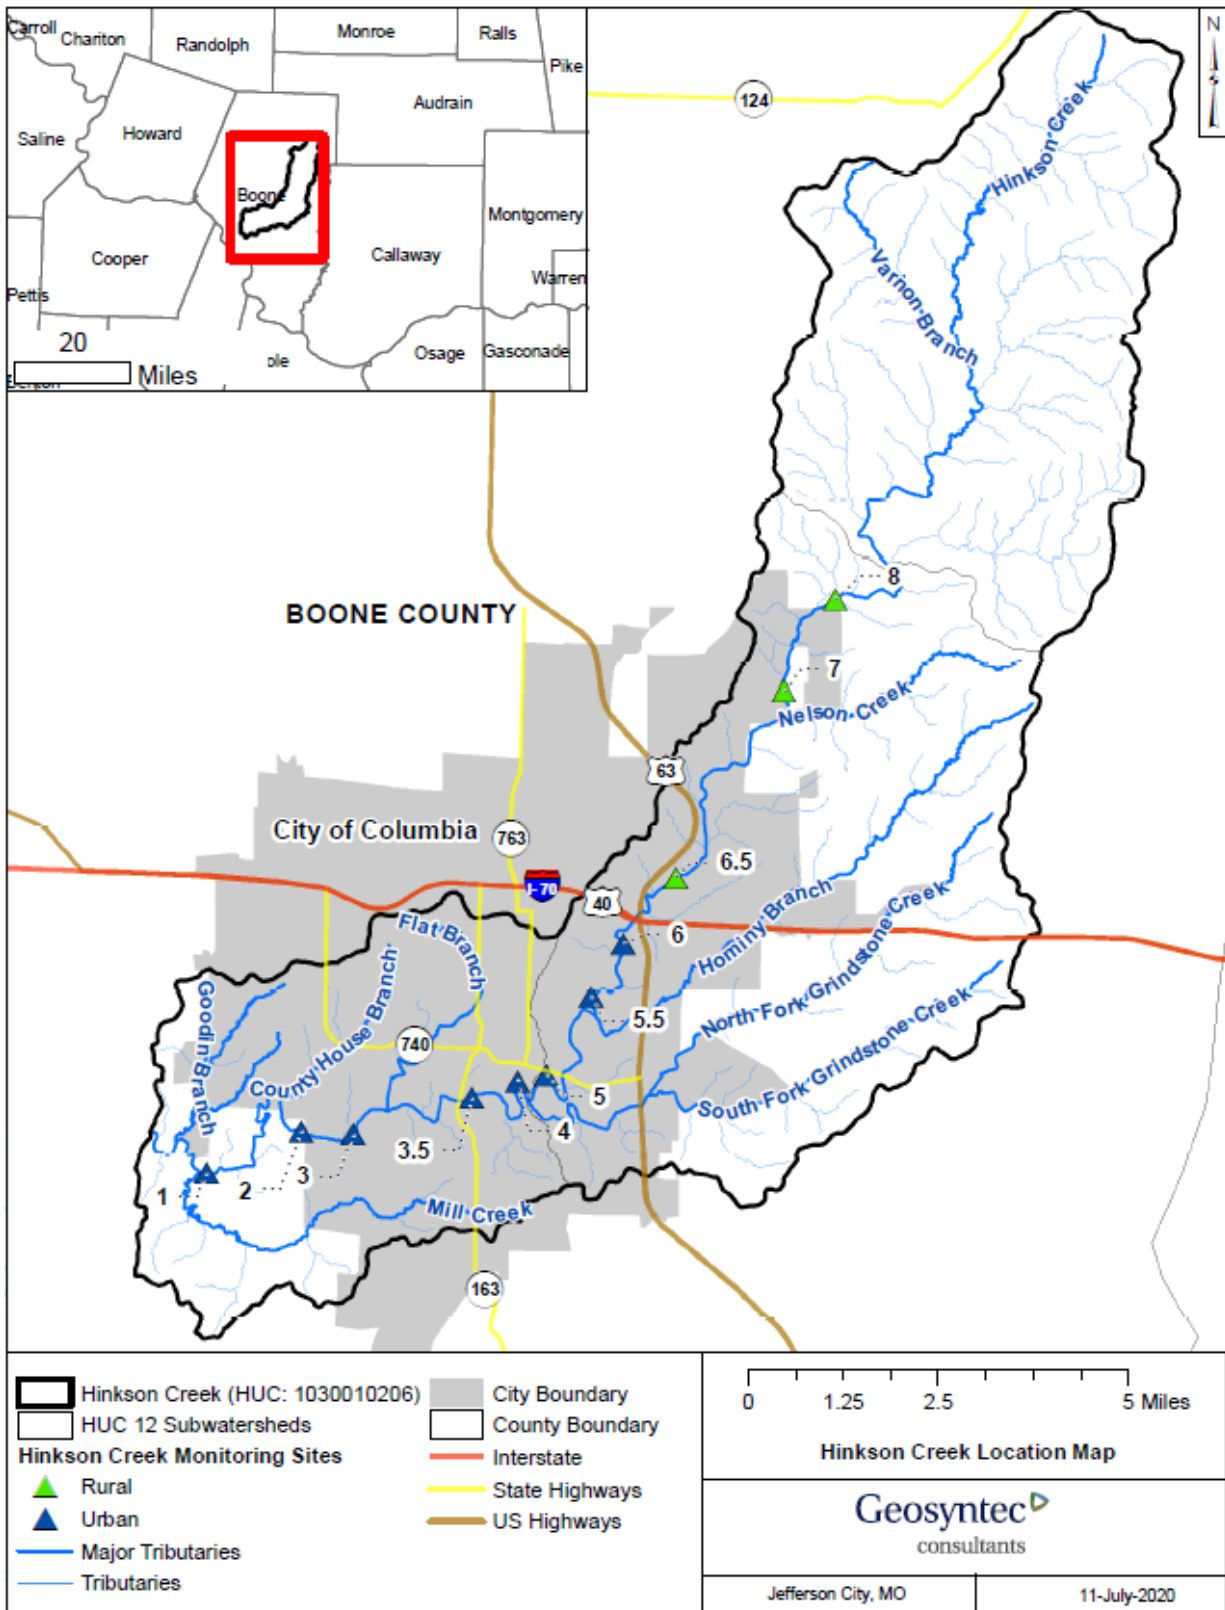 Carroll
Chariton
Randolph
Monroe
Ralls
Pike
Audrain
Saline
Howard
Boone
Montgomery
Cooper
Callaway
Warren
Pettis
Osage
Gasconade
ole
20
Miles
N
124
Hinkson Creek
Varnon Branch
8
BOONE COUNTY
7
Nelson Creek
63
City of Columbia
763
6.5
I-70
40
Flat Branch
6
Hominy Branch
North Fork Grindstone Creek
Goodin Branch
County House Branch
5.5
740
South Fork Grindstone Creek
5
4
3.5
3
2
1
Mill Creek
163
Hinkson Creek (HUC: 1030010206)
HUC 12 Subwatersheds
Hinkson Creek Monitoring Sites
Rural
Urban
Major Tributaries
Tributaries
City Boundary
County Boundary
Interstate
State Highways
US Highways
0 1.25 2.5 5 Miles
Hinkson Creek Location Map
Geosyntec
consultants
Jefferson City, MO
11-July-2020